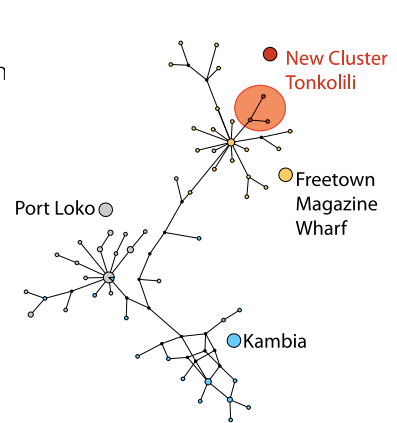 n
New Cluster
Tonkolili
Freetown
Magazine
Wharf
Port Loko
Kambia